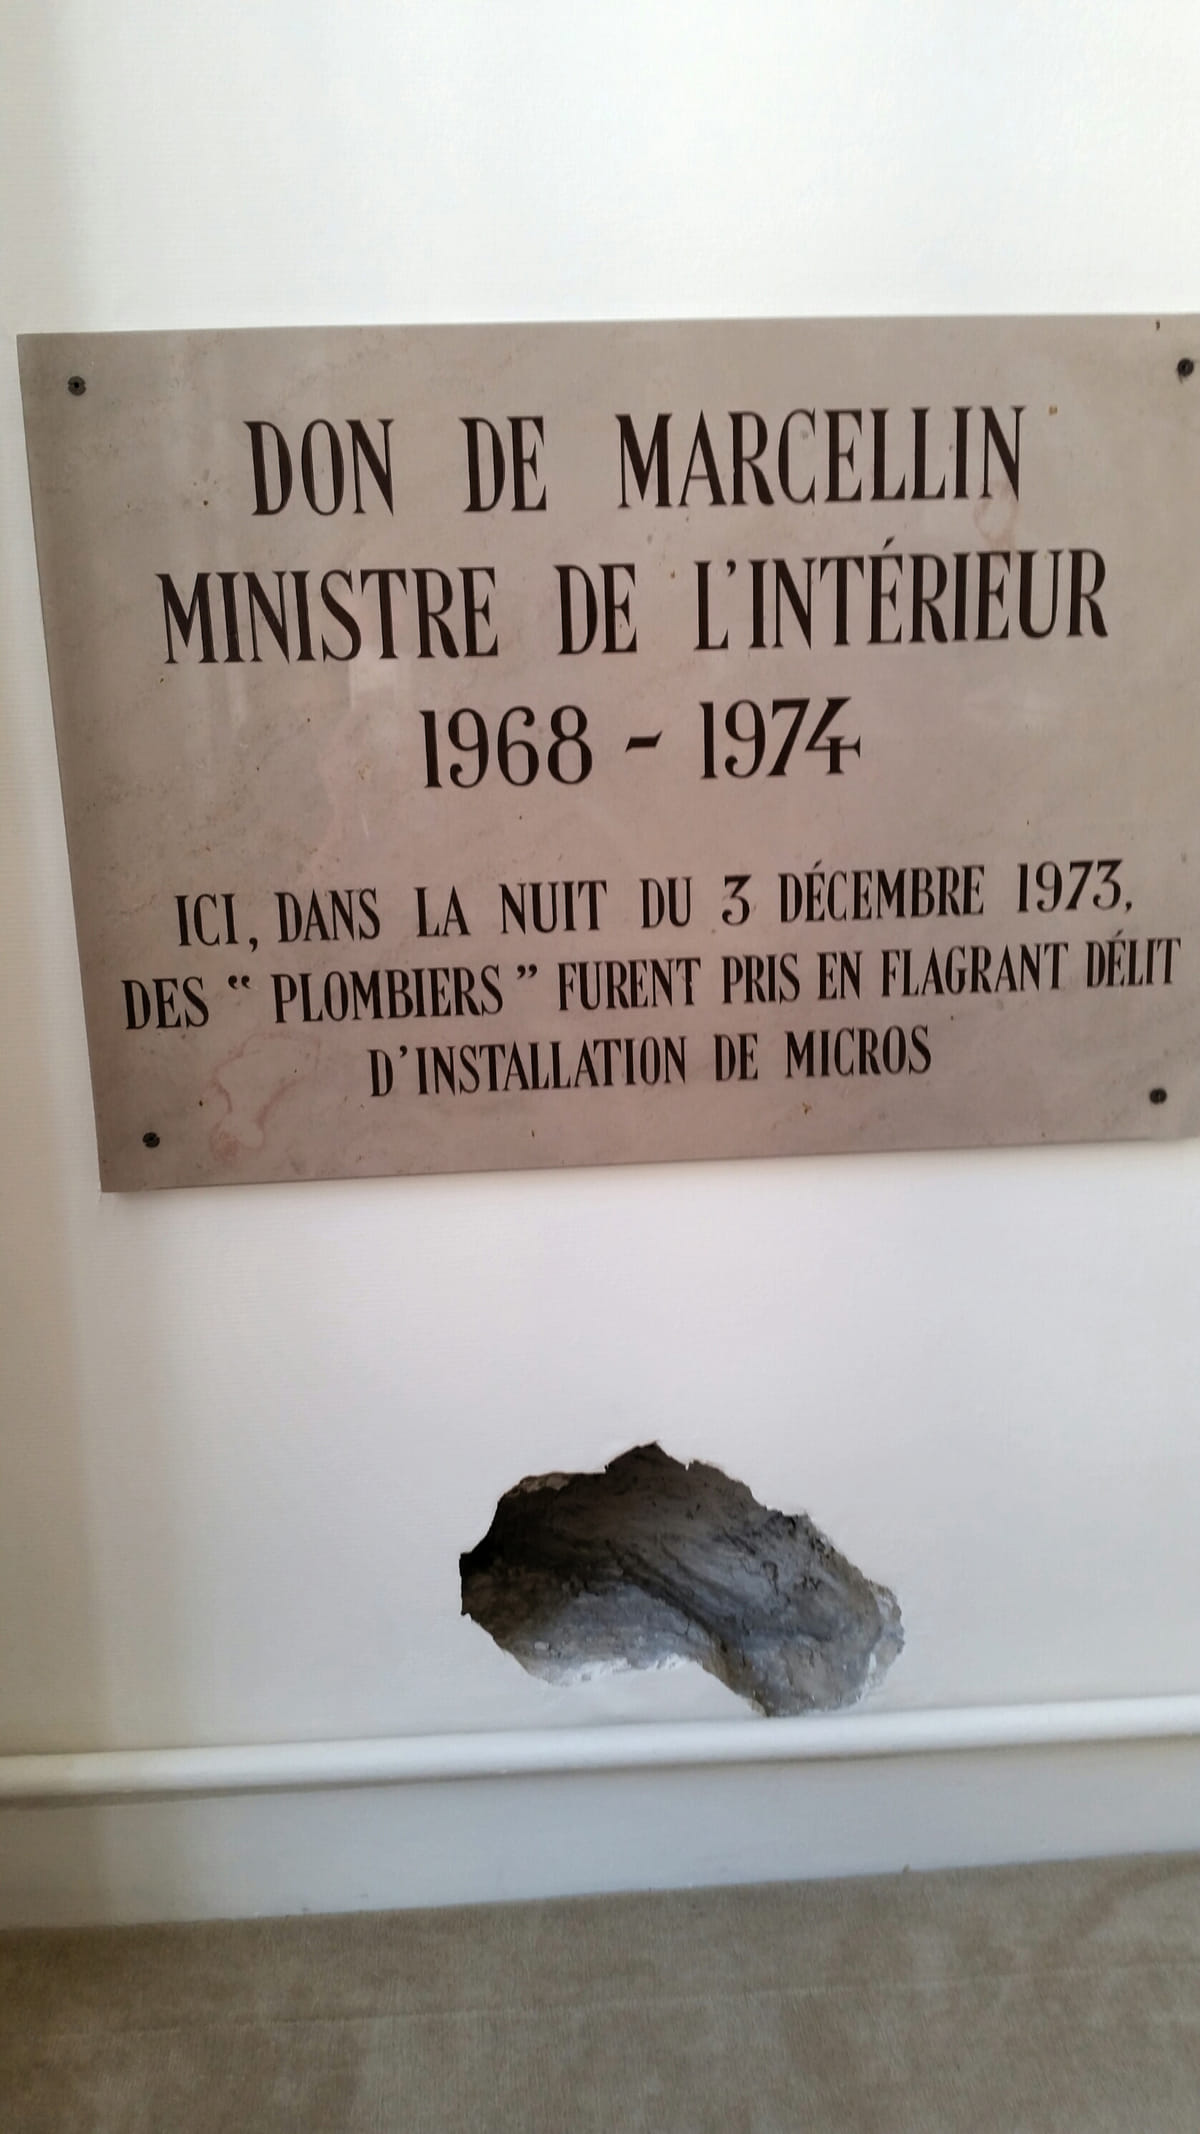 DON DE MARCELLIN
MINISTRE DE L'INTÉRIEUR
1968 - 1974
ICI, DANS LA NUIT DU 3 DÉCEMBRE 1973,
DES “ PLOMBIERS ” FURENT PRIS EN FLAGRANT DÉLIT
D'INSTALLATION DE MICROS